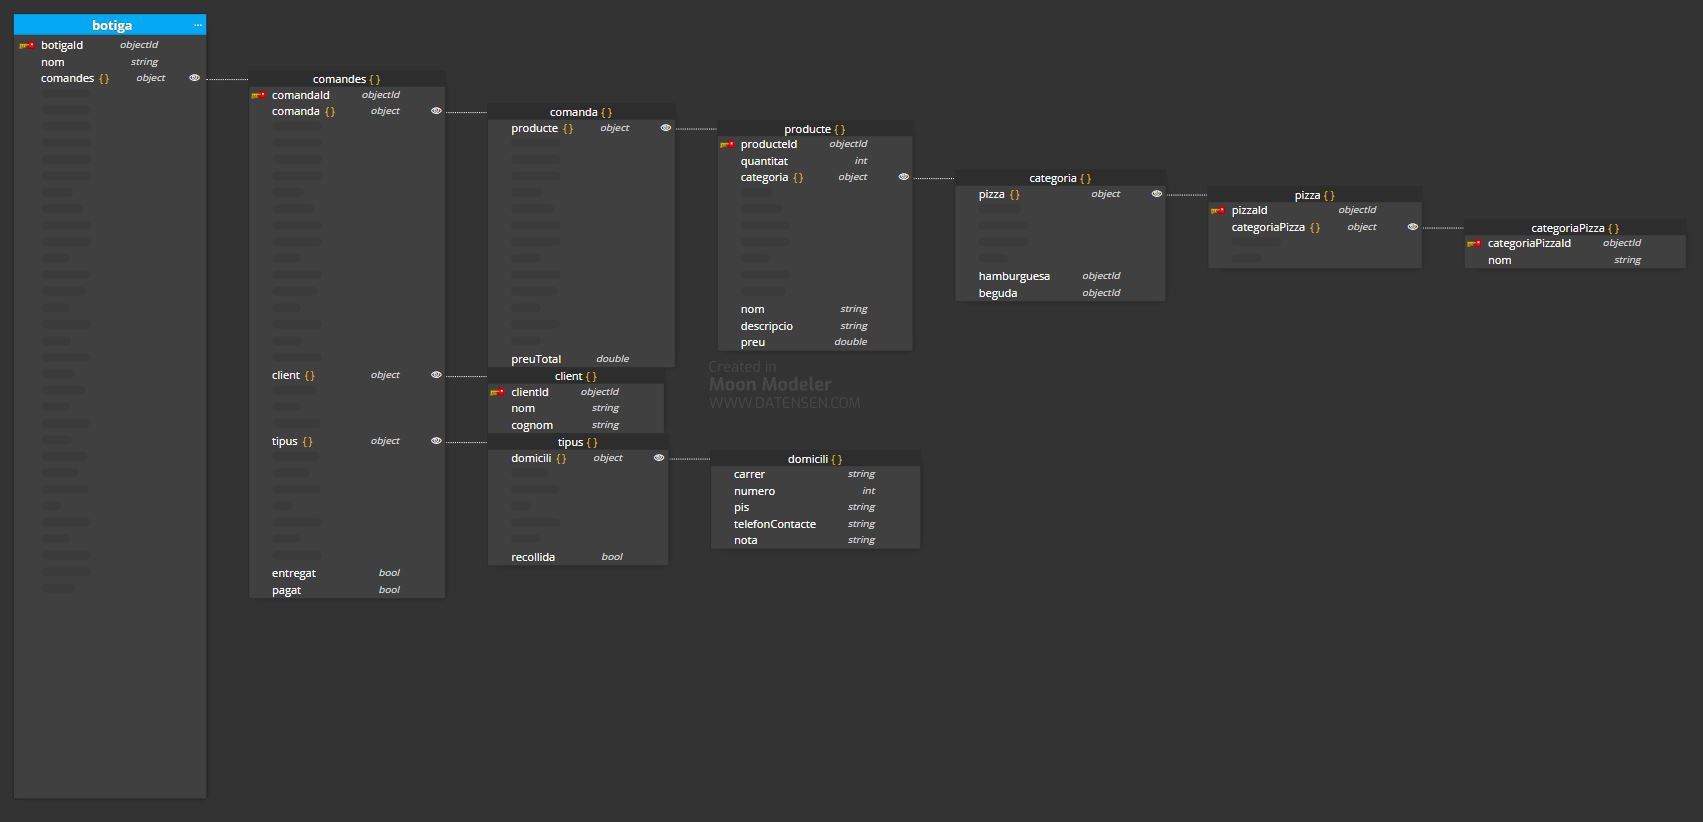 botiga ...
botigaId objectId
nom string
comandes {} object
comandes {}
comandaId objectId
comanda {} object
client {} object
tipus {} object
entregat bool
pagat bool
comanda {}
producte {} object
preuTotal double
producte {}
producteId objectId
quantitat int
categoria {} object
nom string
descripcio string
preu double
categoria {}
pizza {} object
hamburguesa objectId
beguda objectId
pizza {}
pizzaId objectId
categoriaPizza {} object
categoriaPizza {}
categoriaPizzaId objectId
nom string
client {}
clientId objectId
nom string
cognom string
tipus {}
domicili {} object
recollida bool
domicili {}
carrer string
numero int
pis string
telefonContacte string
nota string
Created in
Moon Modeler
WWW.DATENSEN.COM